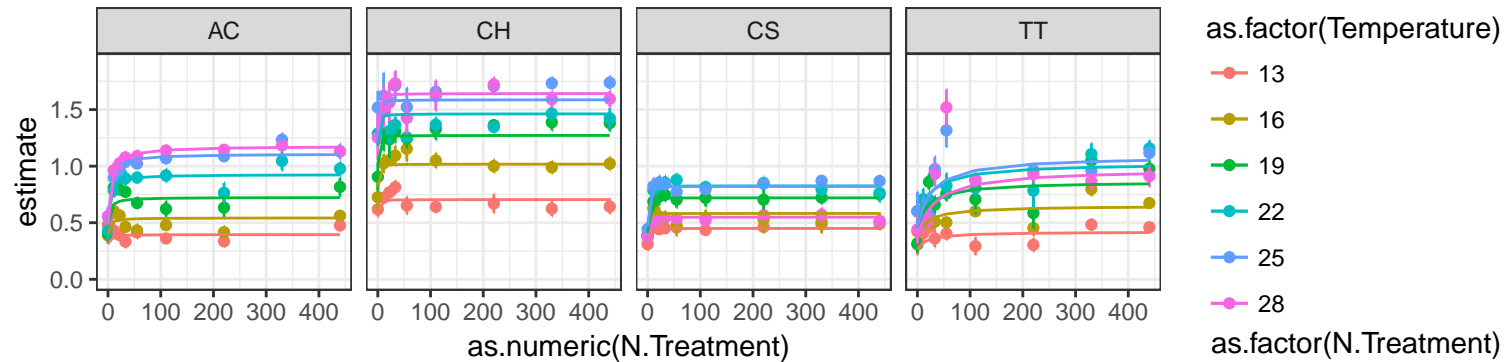 AC CH CS TT
estimate
0.0
0.5
1.0
1.5
0 100 200 300 400 0 100 200 300 400 0 100 200 300 400 0 100 200 300 400
as.numeric(N.Treatment)
as.factor(Temperature)
13
16
19
22
25
28
as.factor(N.Treatment)